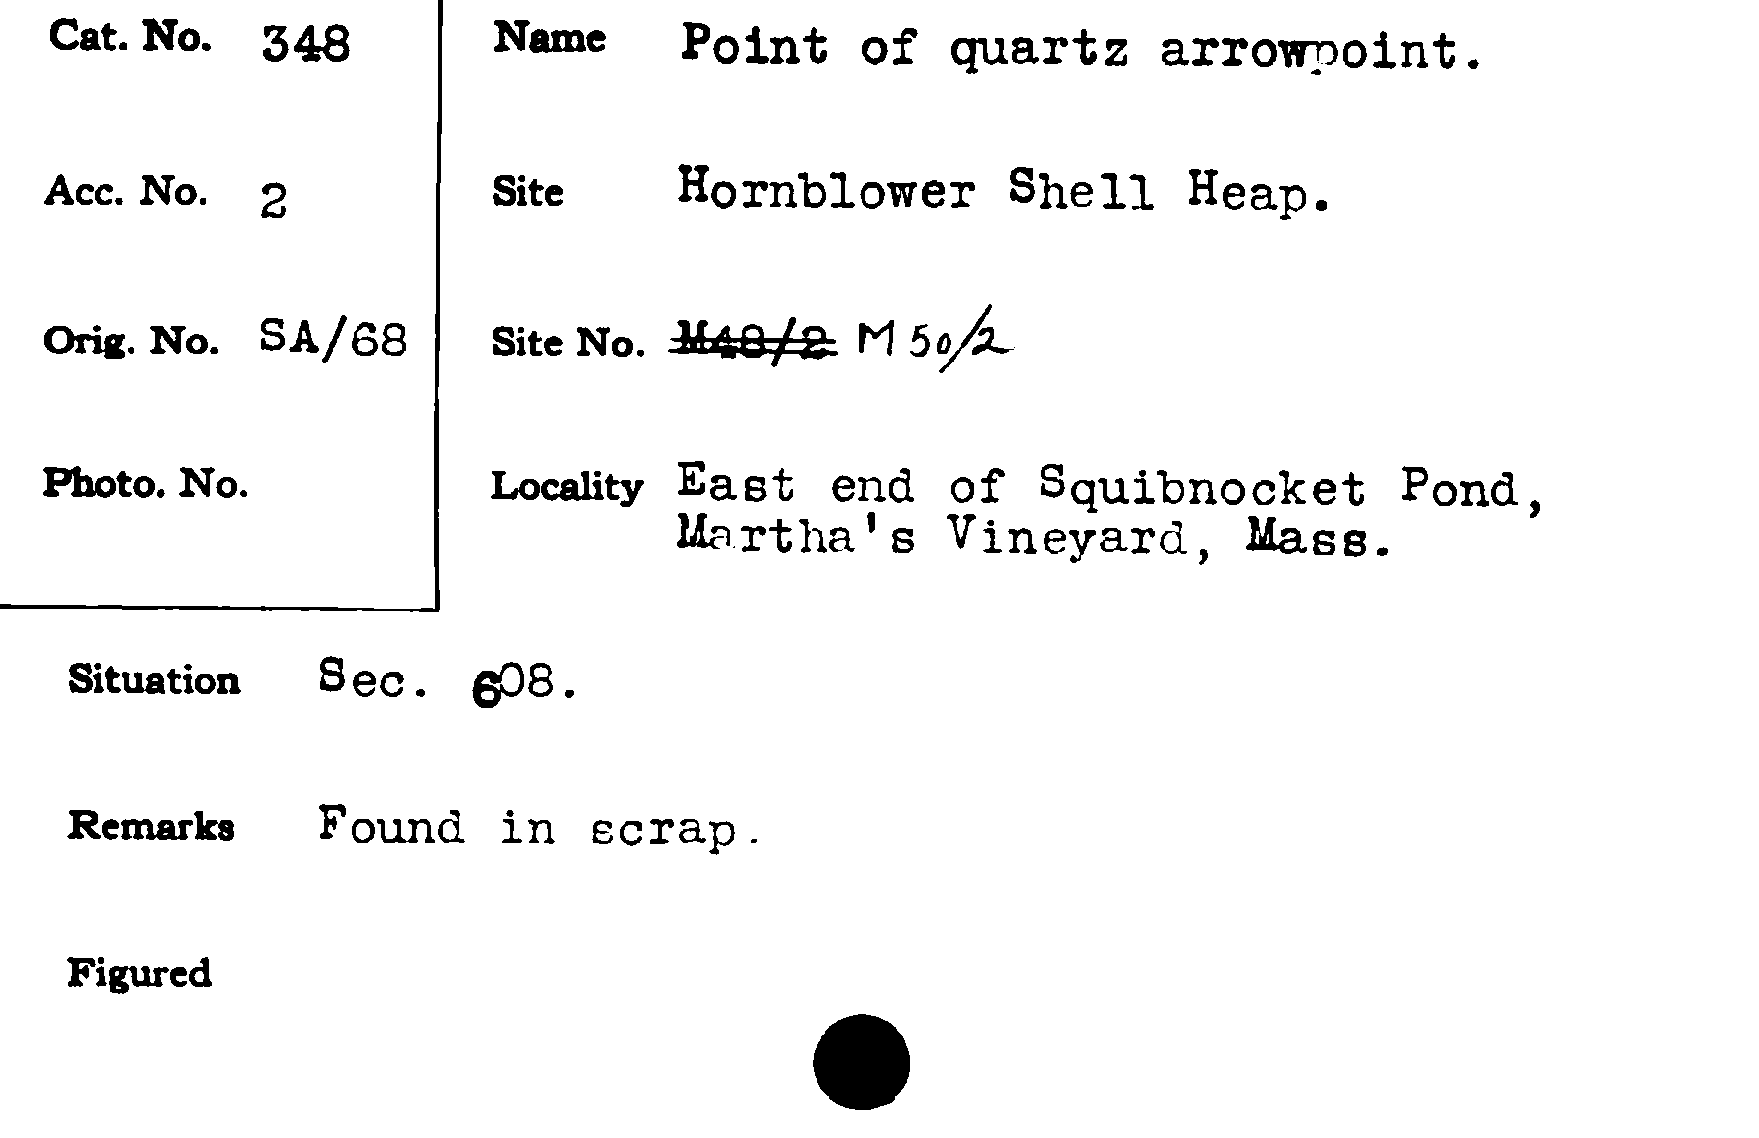 Cat. No. 348
Name Point of quartz arrowpoint.
Acc. No. 2
Site Hornblower Shell Heap.
Orig. No. SA/68
Site No. M48/2 M 50/2
Photo. No.
Locality East end of Squibnocket Pond,
Martha's Vineyard, Mass.
Situation Sec. 608.
Remarks Found in scrap.
Figured